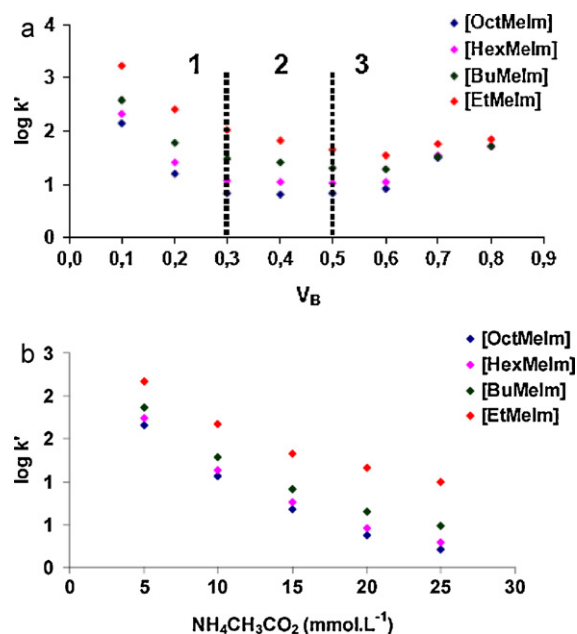 a
4
3
2
1
0
log k'
1 2 3
[OctMeIm]
[HexMeIm]
[BuMeIm]
[EtMeIm]
0,0 0,1 0,2 0,3 0,4 0,5 0,6 0,7 0,8 0,9
V_B
b
3
2
2
1
1
0
log k'
[OctMeIm]
[HexMeIm]
[BuMeIm]
[EtMeIm]
0 5 10 15 20 25 30
NH₄CH₃CO₂ (mmol.L⁻¹)